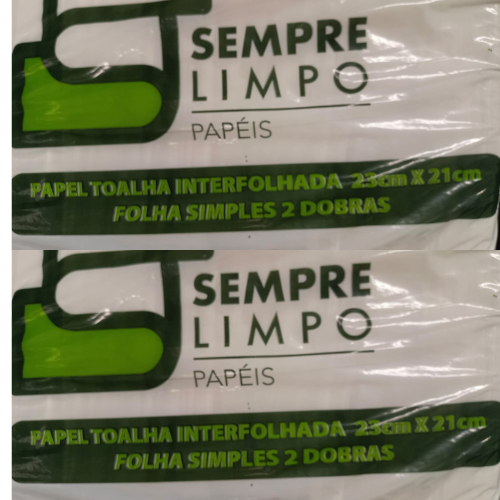 SEMPRE
LIMPO
PAPÉIS
PAPEL TOALHA INTERFOLHADA 23cm X 21cm
FOLHA SIMPLES 2 DOBRAS
SEMPRE
LIMPO
PAPÉIS
PAPEL TOALHA INTERFOLHADA 23cm X 21cm
FOLHA SIMPLES 2 DOBRAS